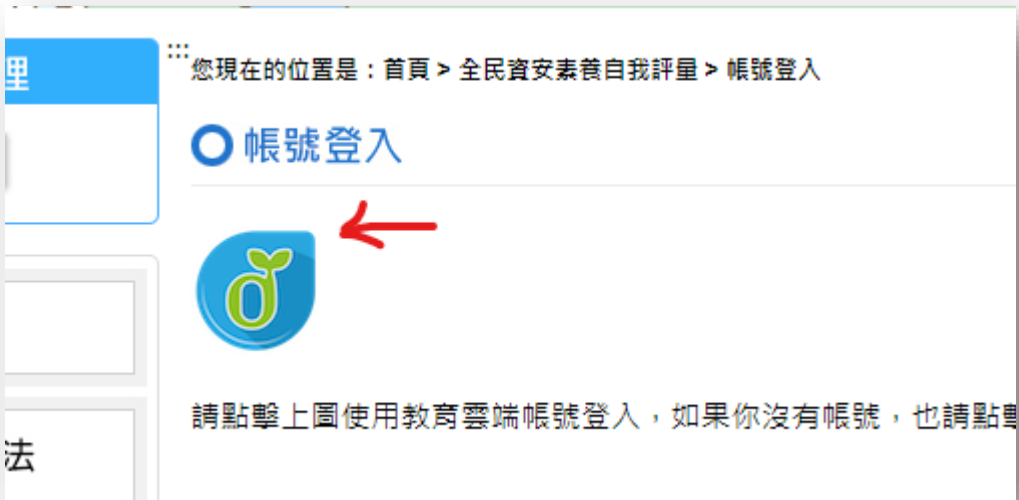 理
:::您現在的位置是：首頁 > 全民資安素養自我評量 > 帳號登入
帳號登入
請點擊上圖使用教育雲端帳號登入，如果你沒有帳號，也請點擊
法